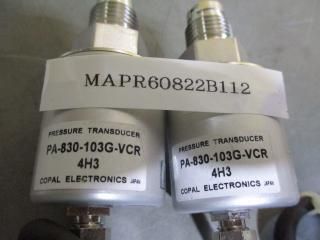 MAPR60822B112
PRESSURE TRANSDUCER
PA-830-103G-VCR
4H3
COPAL ELECTRONICS JAPAN
PRESSURE TRANSDUCER
PA-830-103G-VCR
4H3
COPAL ELECTRONICS JAPAN